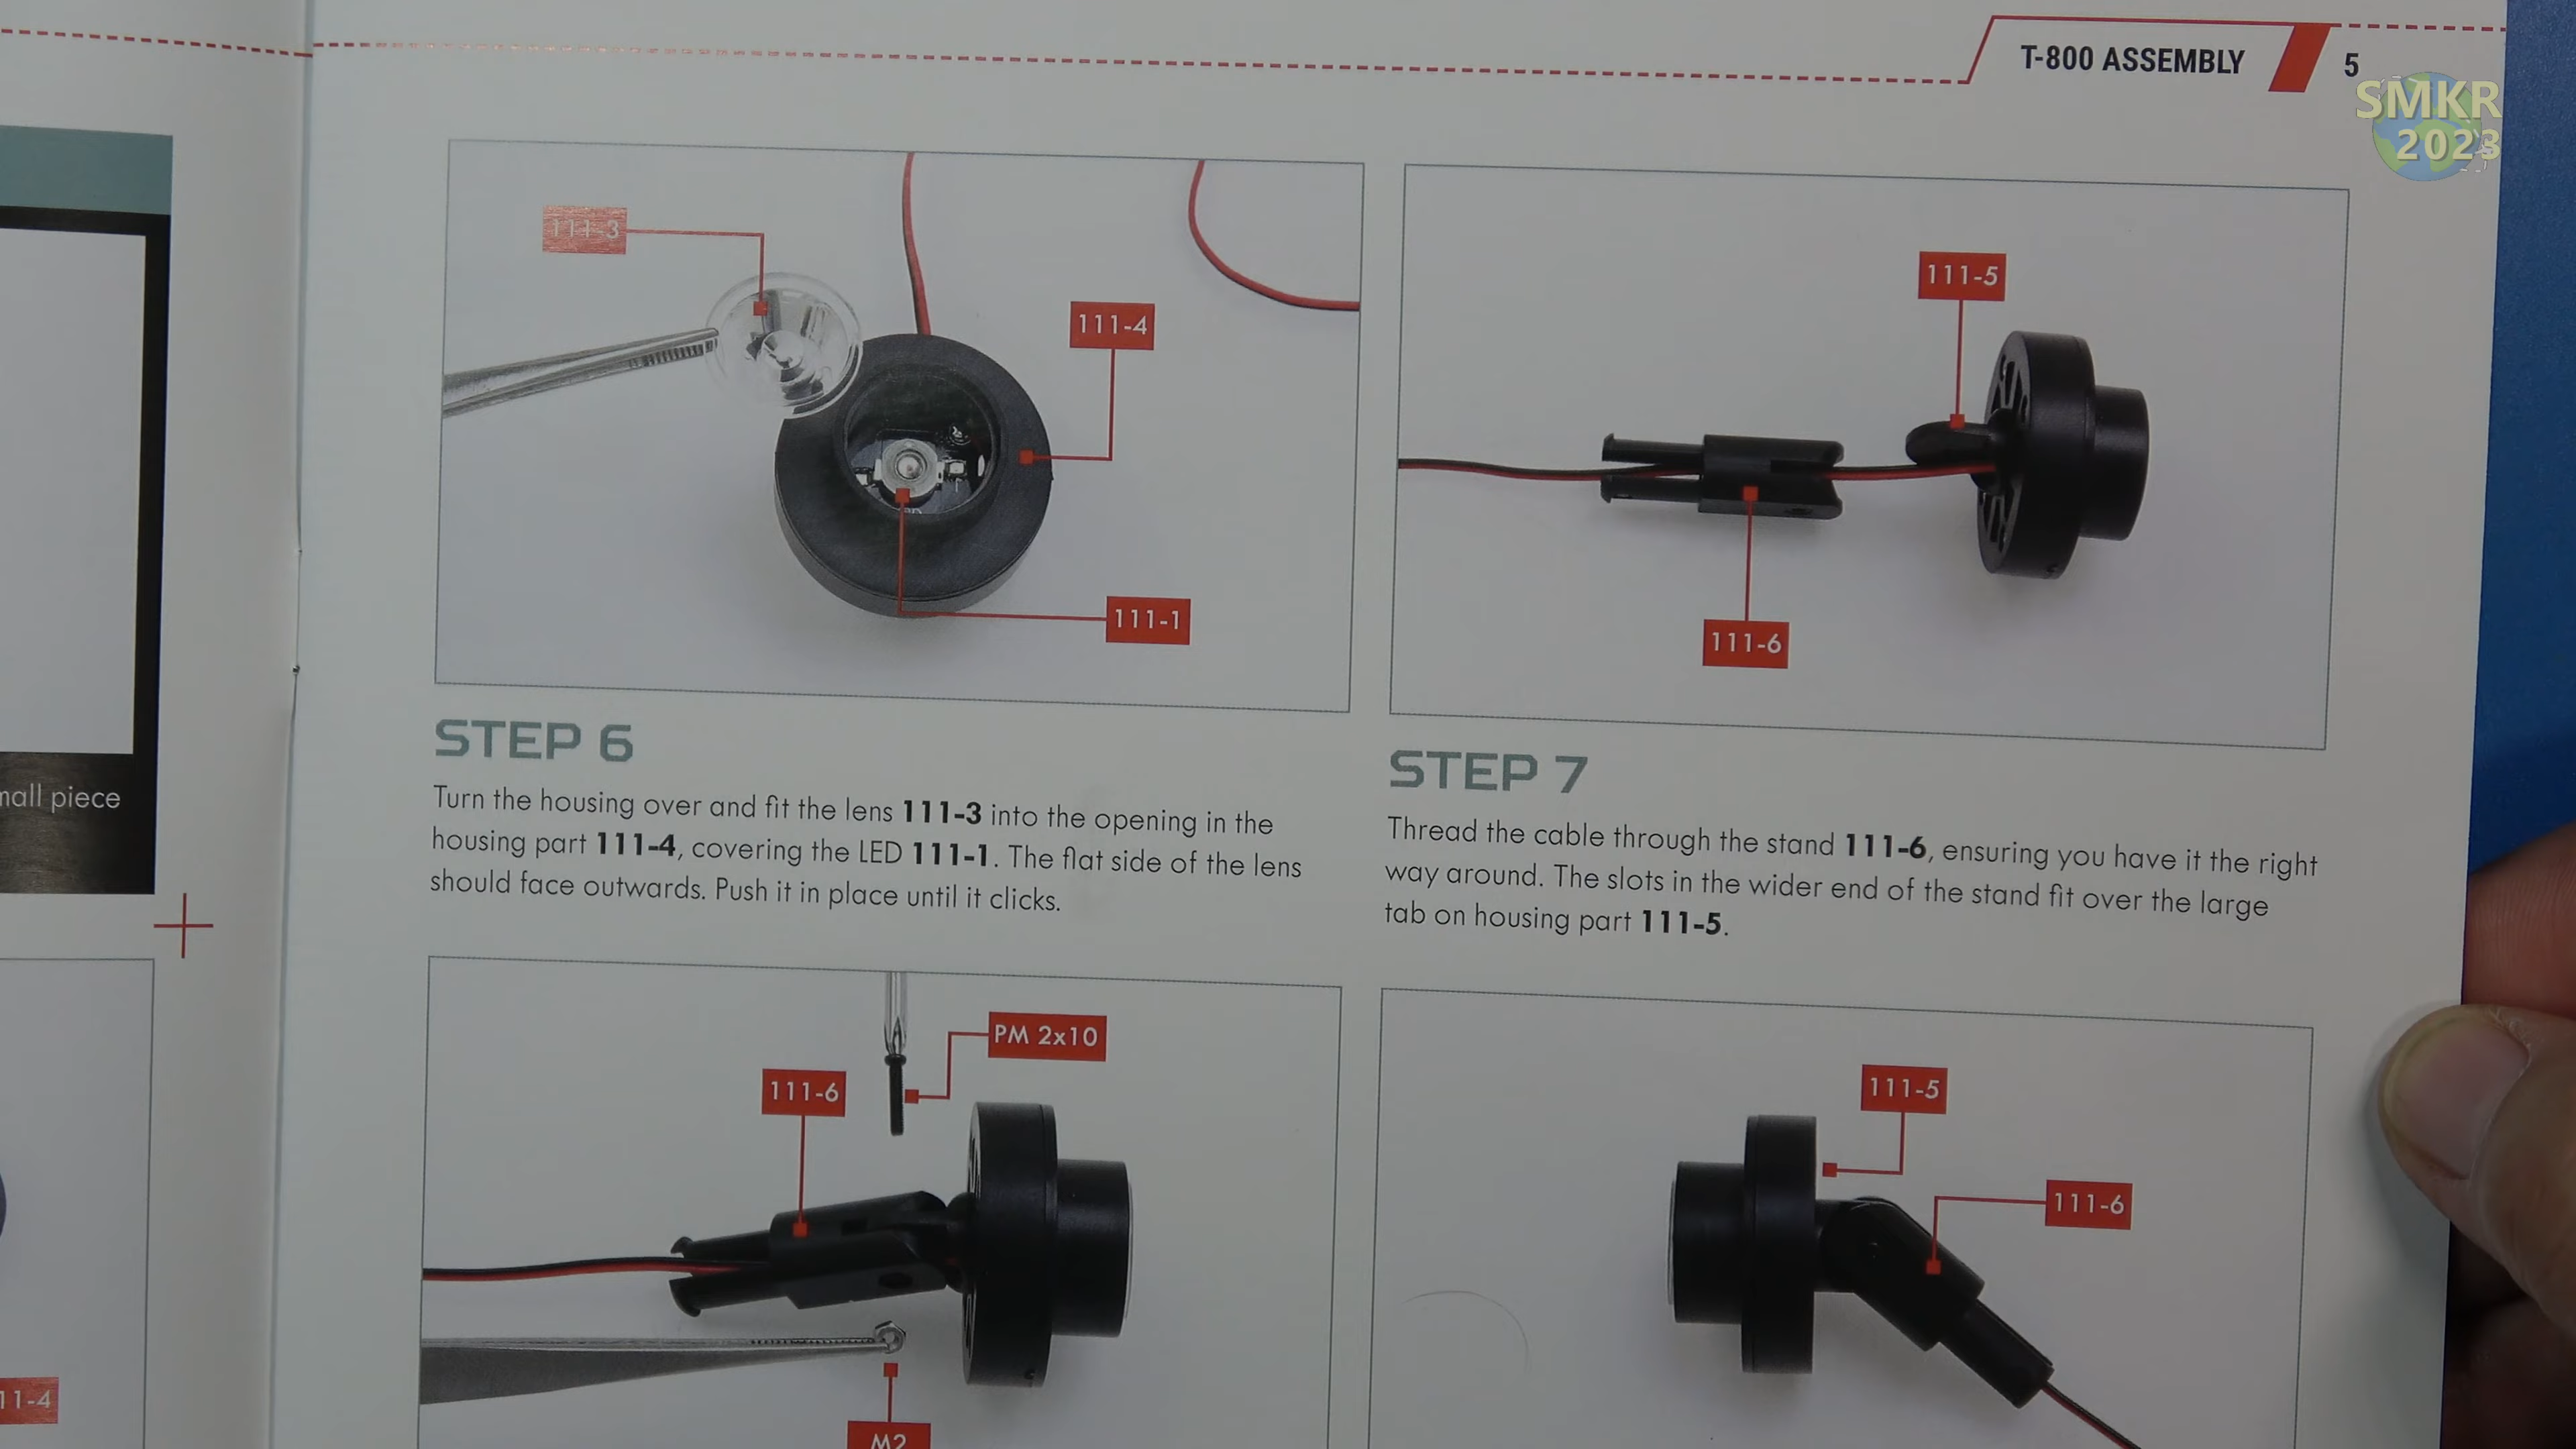 T-800 ASSEMBLY 5
SMKR
2023
111-3
111-4
111-1
111-5
111-6
STEP 6
Turn the housing over and fit the lens 111-3 into the opening in the
housing part 111-4, covering the LED 111-1. The flat side of the lens
should face outwards. Push it in place until it clicks.
STEP 7
Thread the cable through the stand 111-6, ensuring you have it the right
way around. The slots in the wider end of the stand fit over the large
tab on housing part 111-5.
piece
PM 2x10
111-6
M2
111-5
111-6
11-4